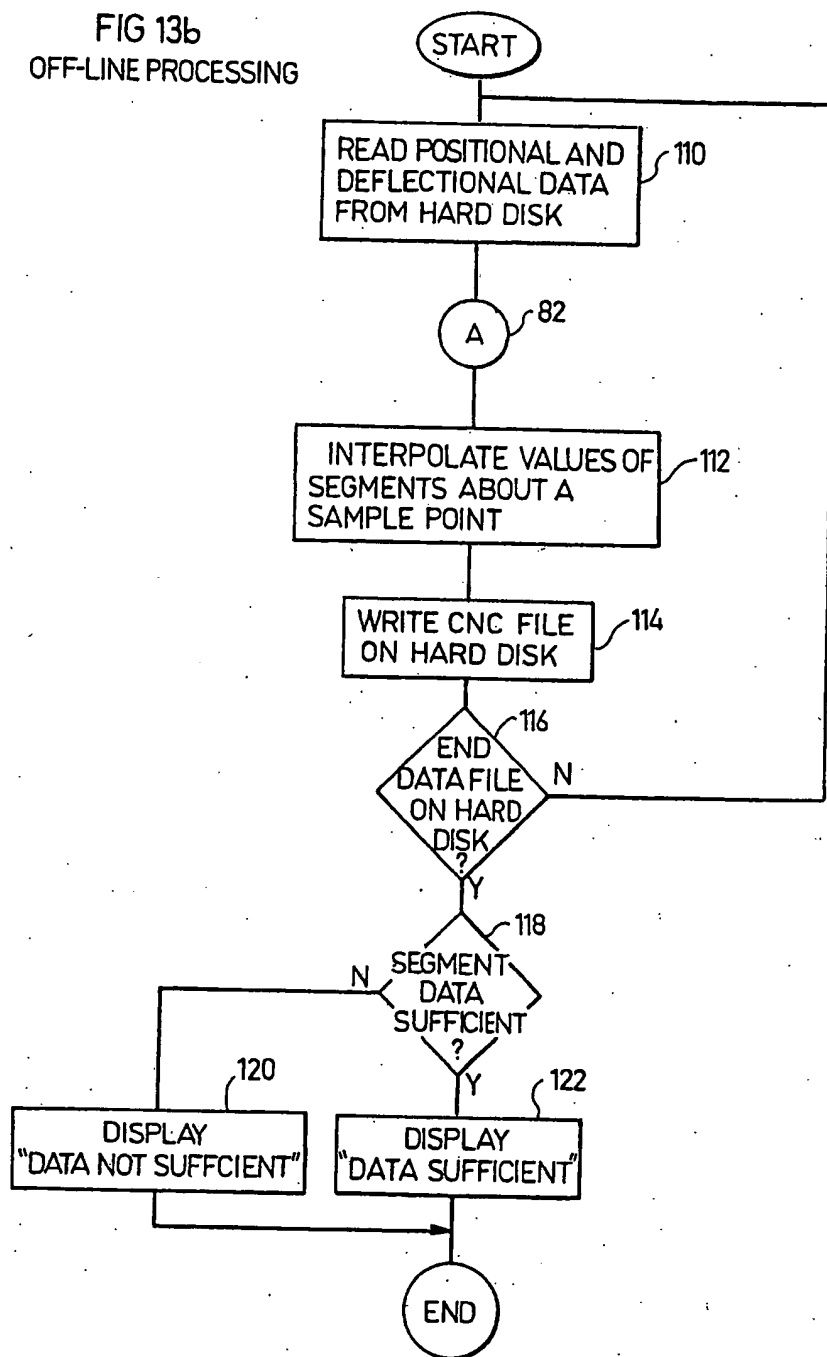 FIG 13b
OFF-LINE PROCESSING
START
READ POSITIONAL AND
DEFLECTIONAL DATA
FROM HARD DISK
110
A
82
INTERPOLATE VALUES OF
SEGMENTS ABOUT A
SAMPLE POINT
112
WRITE CNC FILE
ON HARD DISK
114
116
END
DATA FILE
ON HARD
DISK
?
N
Y
118
SEGMENT
DATA
SUFFICIENT
?
N
Y
120
DISPLAY
"DATA NOT SUFFCIENT"
122
DISPLAY
"DATA SUFFICIENT"
END